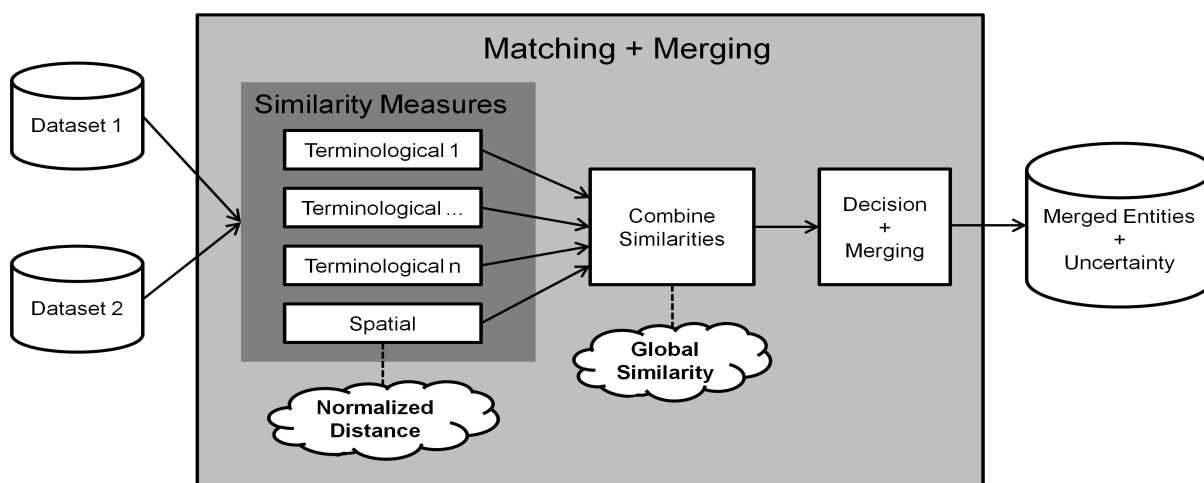 Matching + Merging
Dataset 1
Dataset 2
Similarity Measures
Terminological 1
Terminological ...
Terminological n
Spatial
Normalized
Distance
Combine
Similarities
Global
Similarity
Decision
+
Merging
Merged Entities
+
Uncertainty